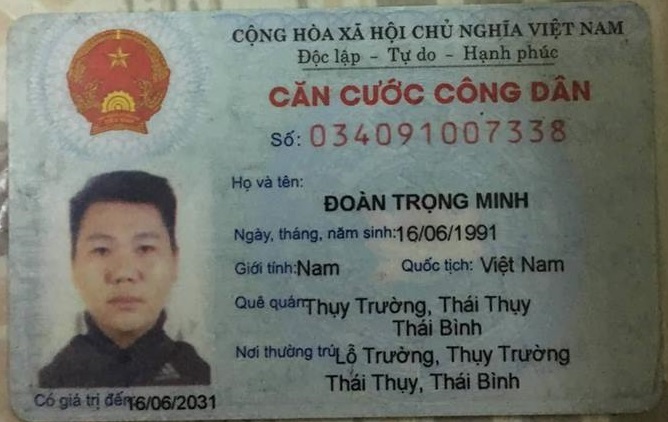 CỘNG HÒA XÃ HỘI CHỦ NGHĨA VIỆT NAM
Độc lập - Tự do - Hạnh phúc
CĂN CƯỚC CÔNG DÂN
Số: 034091007338
Họ và tên:
ĐOÀN TRỌNG MINH
Ngày, tháng, năm sinh:16/06/1991
Giới tính:Nam Quốc tịch: Việt Nam
Quê quán:Thụy Trường, Thái Thụy
Thái Bình
Nơi thường trú:Lỗ Trường, Thụy Trường
Thái Thụy, Thái Bình
Có giá trị đến:16/06/2031